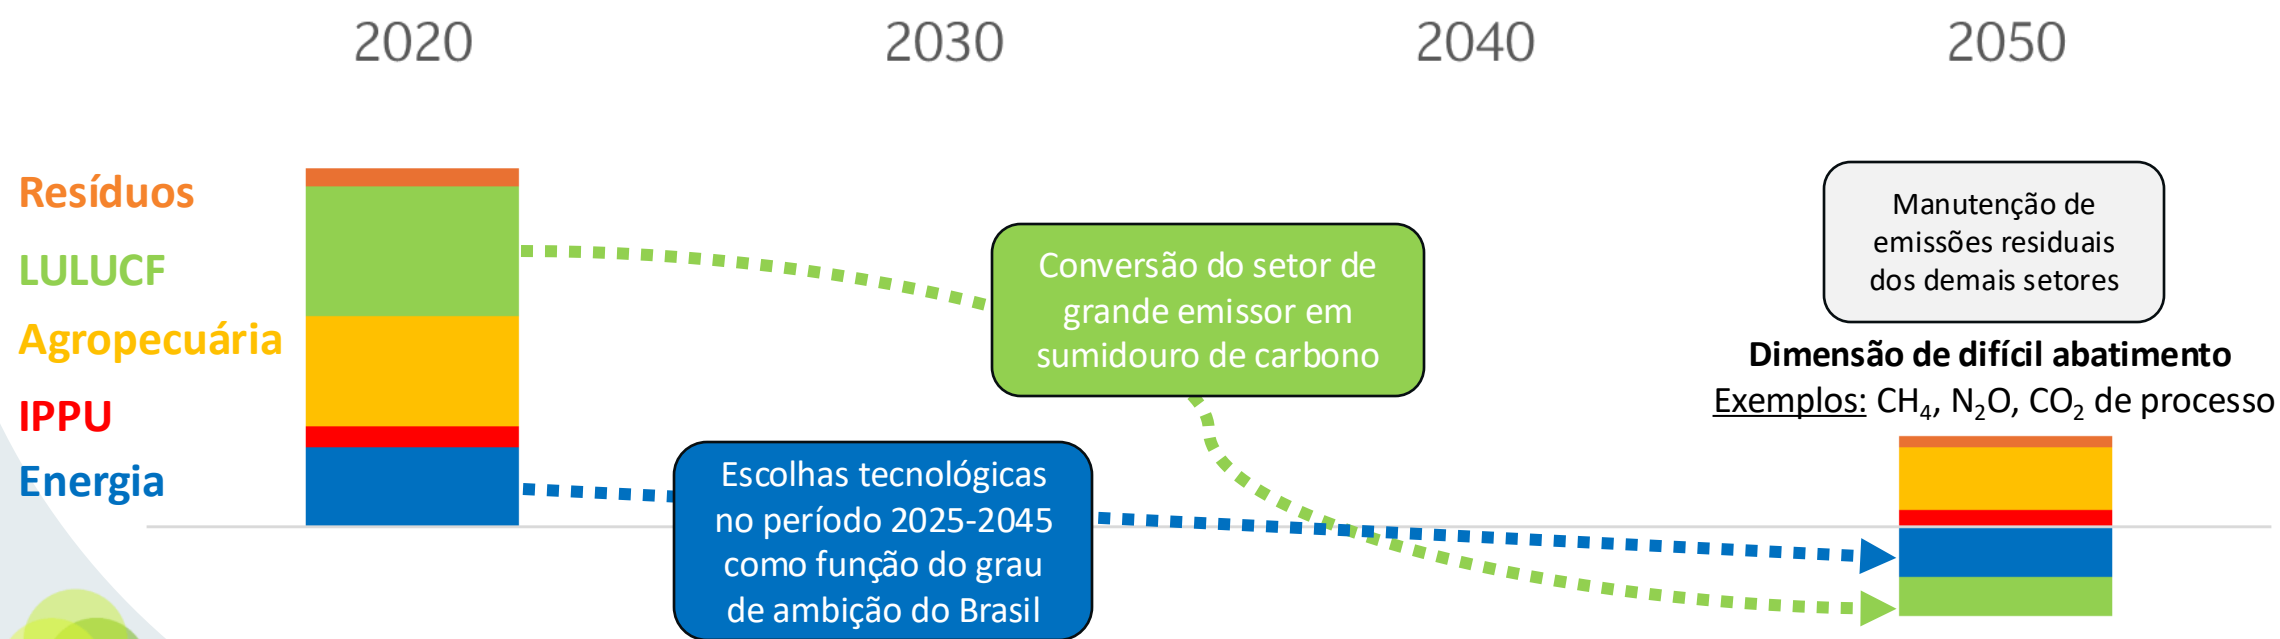 2020
2030
2040
2050
Resíduos
LULUCF
Agropecuária
IPPU
Energia
Conversão do setor de
grande emissor em
sumidouro de carbono
Escolhas tecnológicas
no período 2025-2045
como função do grau
de ambição do Brasil
Manutenção de
emissões residuais
dos demais setores
Dimensão de difícil abatimento
Exemplos: CH₄, N₂O, CO₂ de processo